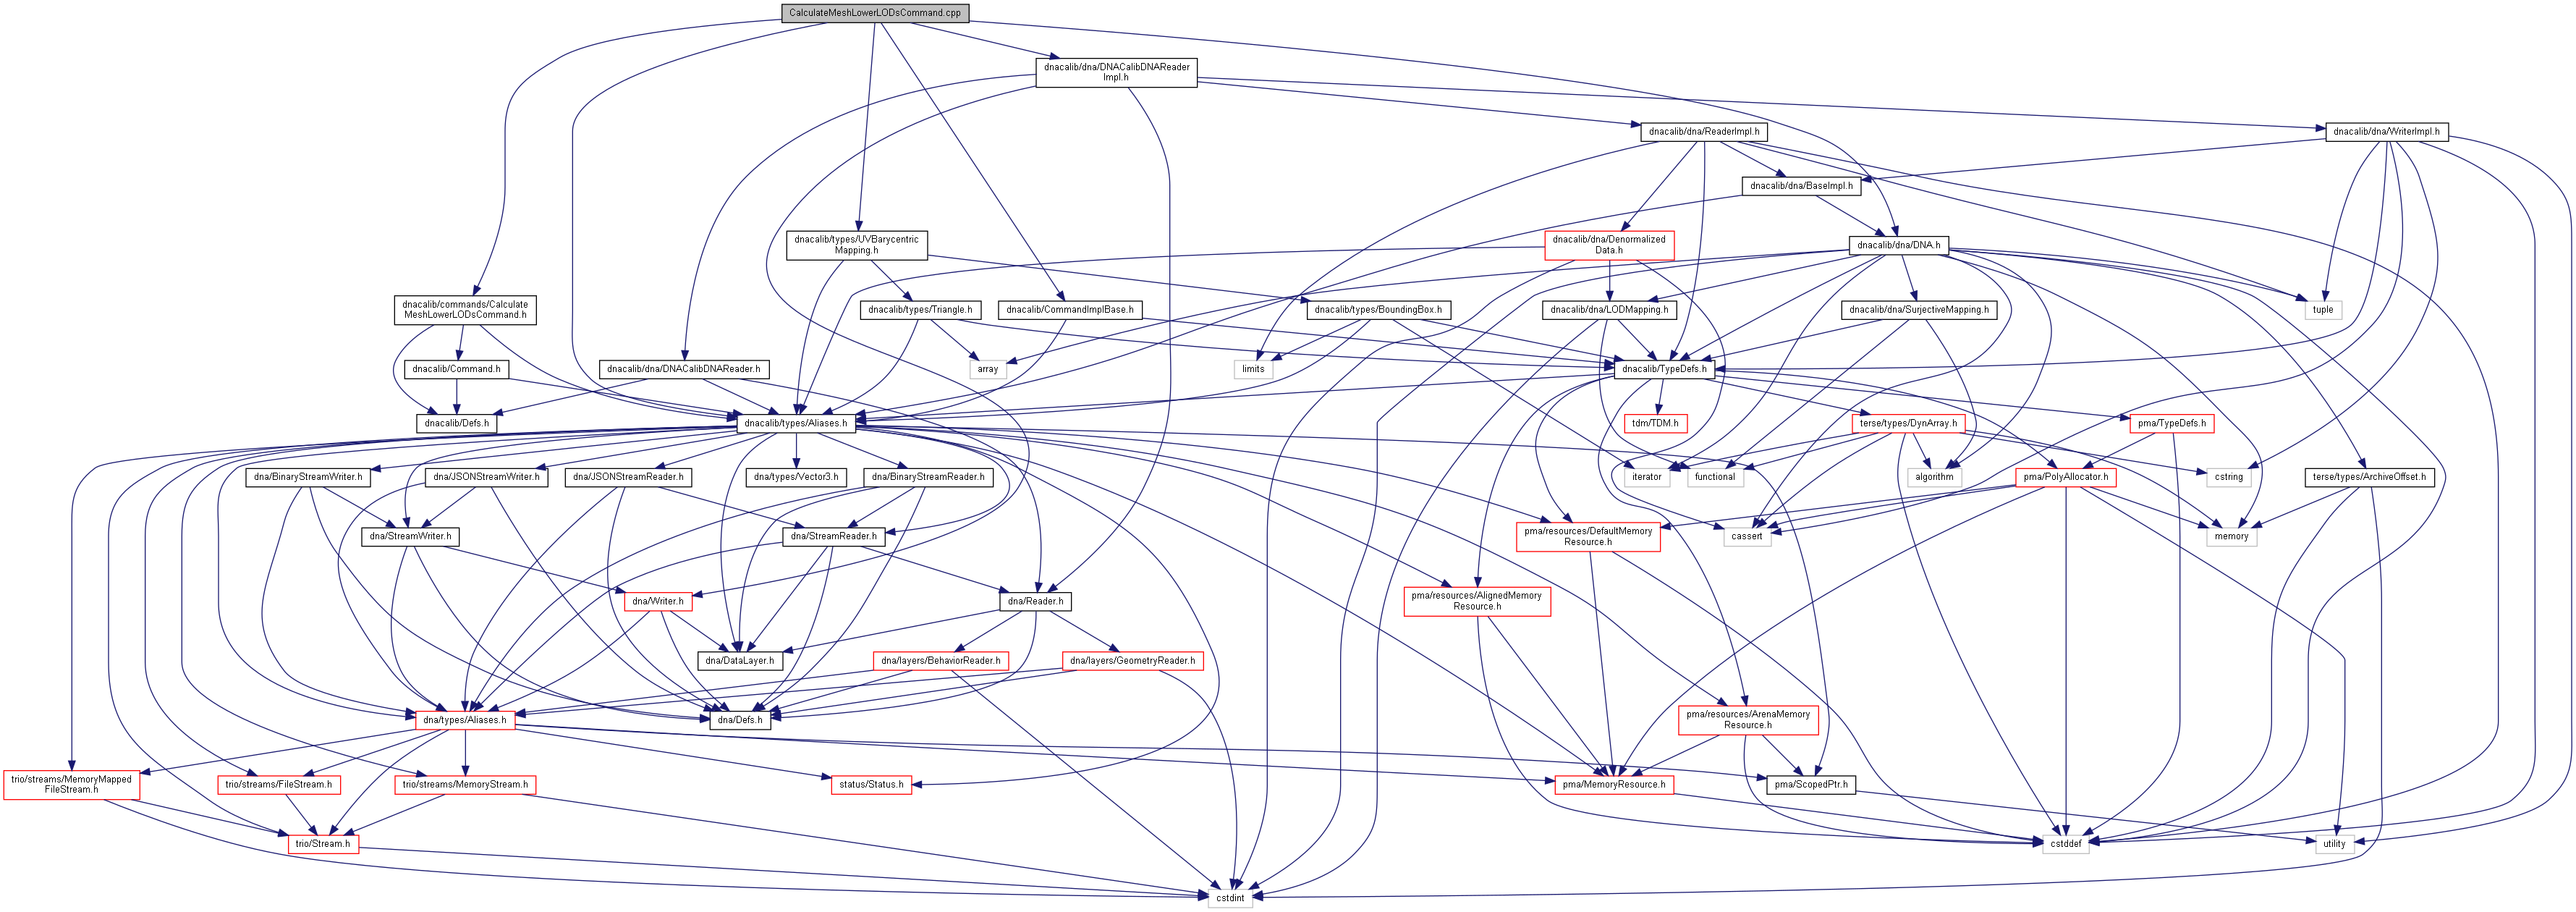 CalculateMeshLowerLODsCommand.cpp
dnacalib/dna/DNACalibDNAReader
Impl.h
dnacalib/dna/ReaderImpl.h
dnacalib/dna/WriterImpl.h
dnacalib/dna/BaseImpl.h
dnacalib/types/UVBarycentric
Mapping.h
dnacalib/dna/Denormalized
Data.h
dnacalib/dna/DNA.h
dnacalib/commands/Calculate
MeshLowerLODsCommand.h
dnacalib/types/Triangle.h
dnacalib/CommandImplBase.h
dnacalib/types/BoundingBox.h
dnacalib/dna/LODMapping.h
dnacalib/dna/SurjectiveMapping.h
tuple
dnacalib/Command.h
dnacalib/dna/DNACalibDNAReader.h
array
limits
dnacalib/TypeDefs.h
dnacalib/Defs.h
dnacalib/types/Aliases.h
tdm/TDM.h
terse/types/DynArray.h
pma/TypeDefs.h
dna/BinaryStreamWriter.h
dna/JSONStreamWriter.h
dna/JSONStreamReader.h
dna/types/Vector3.h
dna/BinaryStreamReader.h
iterator
functional
algorithm
pma/PolyAllocator.h
cstring
terse/types/ArchiveOffset.h
dna/StreamWriter.h
dna/StreamReader.h
pma/resources/DefaultMemory
Resource.h
cassert
memory
dna/Writer.h
dna/Reader.h
pma/resources/AlignedMemory
Resource.h
dna/DataLayer.h
dna/layers/BehaviorReader.h
dna/layers/GeometryReader.h
dna/types/Aliases.h
dna/Defs.h
pma/resources/ArenaMemory
Resource.h
trio/streams/MemoryMapped
FileStream.h
trio/streams/FileStream.h
trio/streams/MemoryStream.h
status/Status.h
pma/MemoryResource.h
pma/ScopedPtr.h
trio/Stream.h
cstddef
utility
cstdint